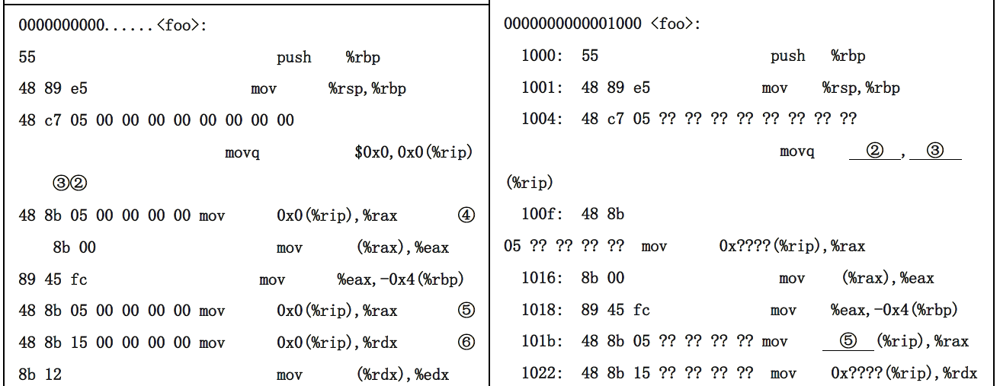 0000000000......<foo>:
55 push %rbp
48 89 e5 mov %rsp,%rbp
48 c7 05 00 00 00 00 00 00 00 00
movq $0x0,0x0(%rip)
③②
48 8b 05 00 00 00 00 mov 0x0(%rip),%rax ④
8b 00 mov (%rax),%eax
89 45 fc mov %eax,-0x4(%rbp)
48 8b 05 00 00 00 00 mov 0x0(%rip),%rax ⑤
48 8b 15 00 00 00 00 mov 0x0(%rip),%rdx ⑥
8b 12 mov (%rdx),%edx
0000000000001000 <foo>:
1000: 55 push %rbp
1001: 48 89 e5 mov %rsp,%rbp
1004: 48 c7 05 ?? ?? ?? ?? ?? ?? ?? ??
movq ②,③
(%rip)
100f: 48 8b
05 ?? ?? ?? ?? mov 0x????(%rip),%rax
1016: 8b 00 mov (%rax),%eax
1018: 89 45 fc mov %eax,-0x4(%rbp)
101b: 48 8b 05 ?? ?? ?? ?? mov ⑤(%rip),%rax
1022: 48 8b 15 ?? ?? ?? ?? mov 0x????(%rip),%rdx